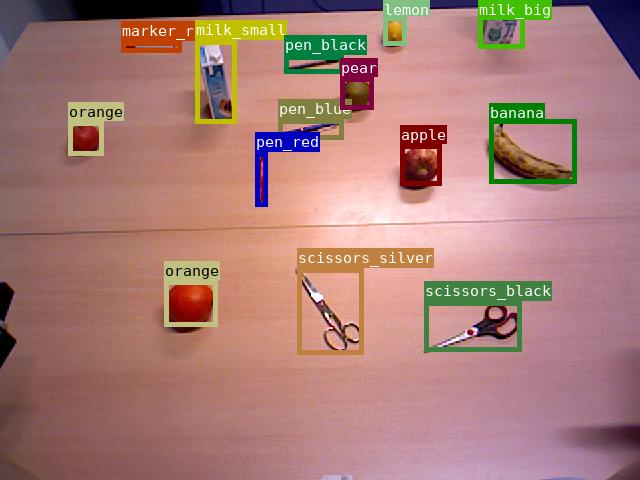 lemon
milk_big
marker_r
milk_small
pen_black
pear
orange
pen_blue
banana
apple
pen_red
scissors_silver
orange
scissors_black